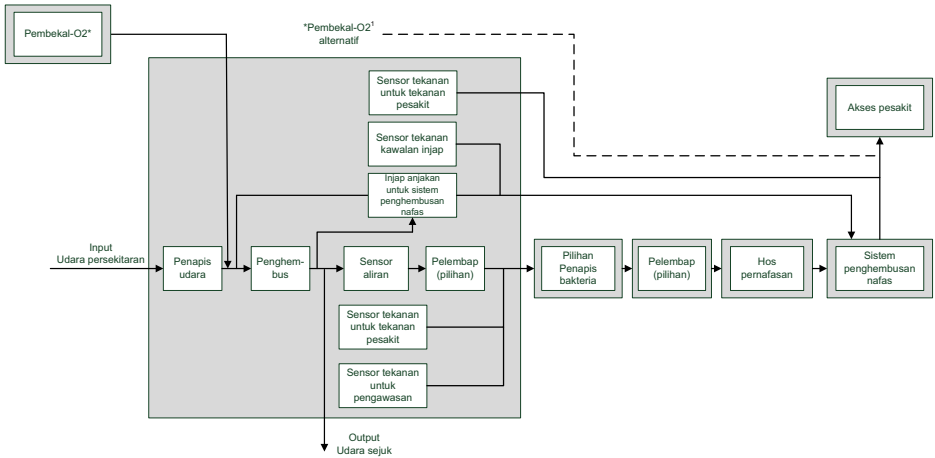 Pembekal-O2*
*Pembekal-O2¹
alternatif
Sensor tekanan
untuk tekanan
pesakit
Akses pesakit
Sensor tekanan
kawalan injap
Injap anjakan
untuk sistem
penghembusan
nafas
Input
Udara persekitaran
Penapis
udara
Penghem-
bus
Sensor
aliran
Pelembap
(pilihan)
Pilihan
Penapis
bakteria
Pelembap
(pilihan)
Hos
pernafasan
Sistem
penghembusan
nafas
Sensor tekanan
untuk tekanan
pesakit
Sensor tekanan
untuk
pengawasan
Output
Udara sejuk